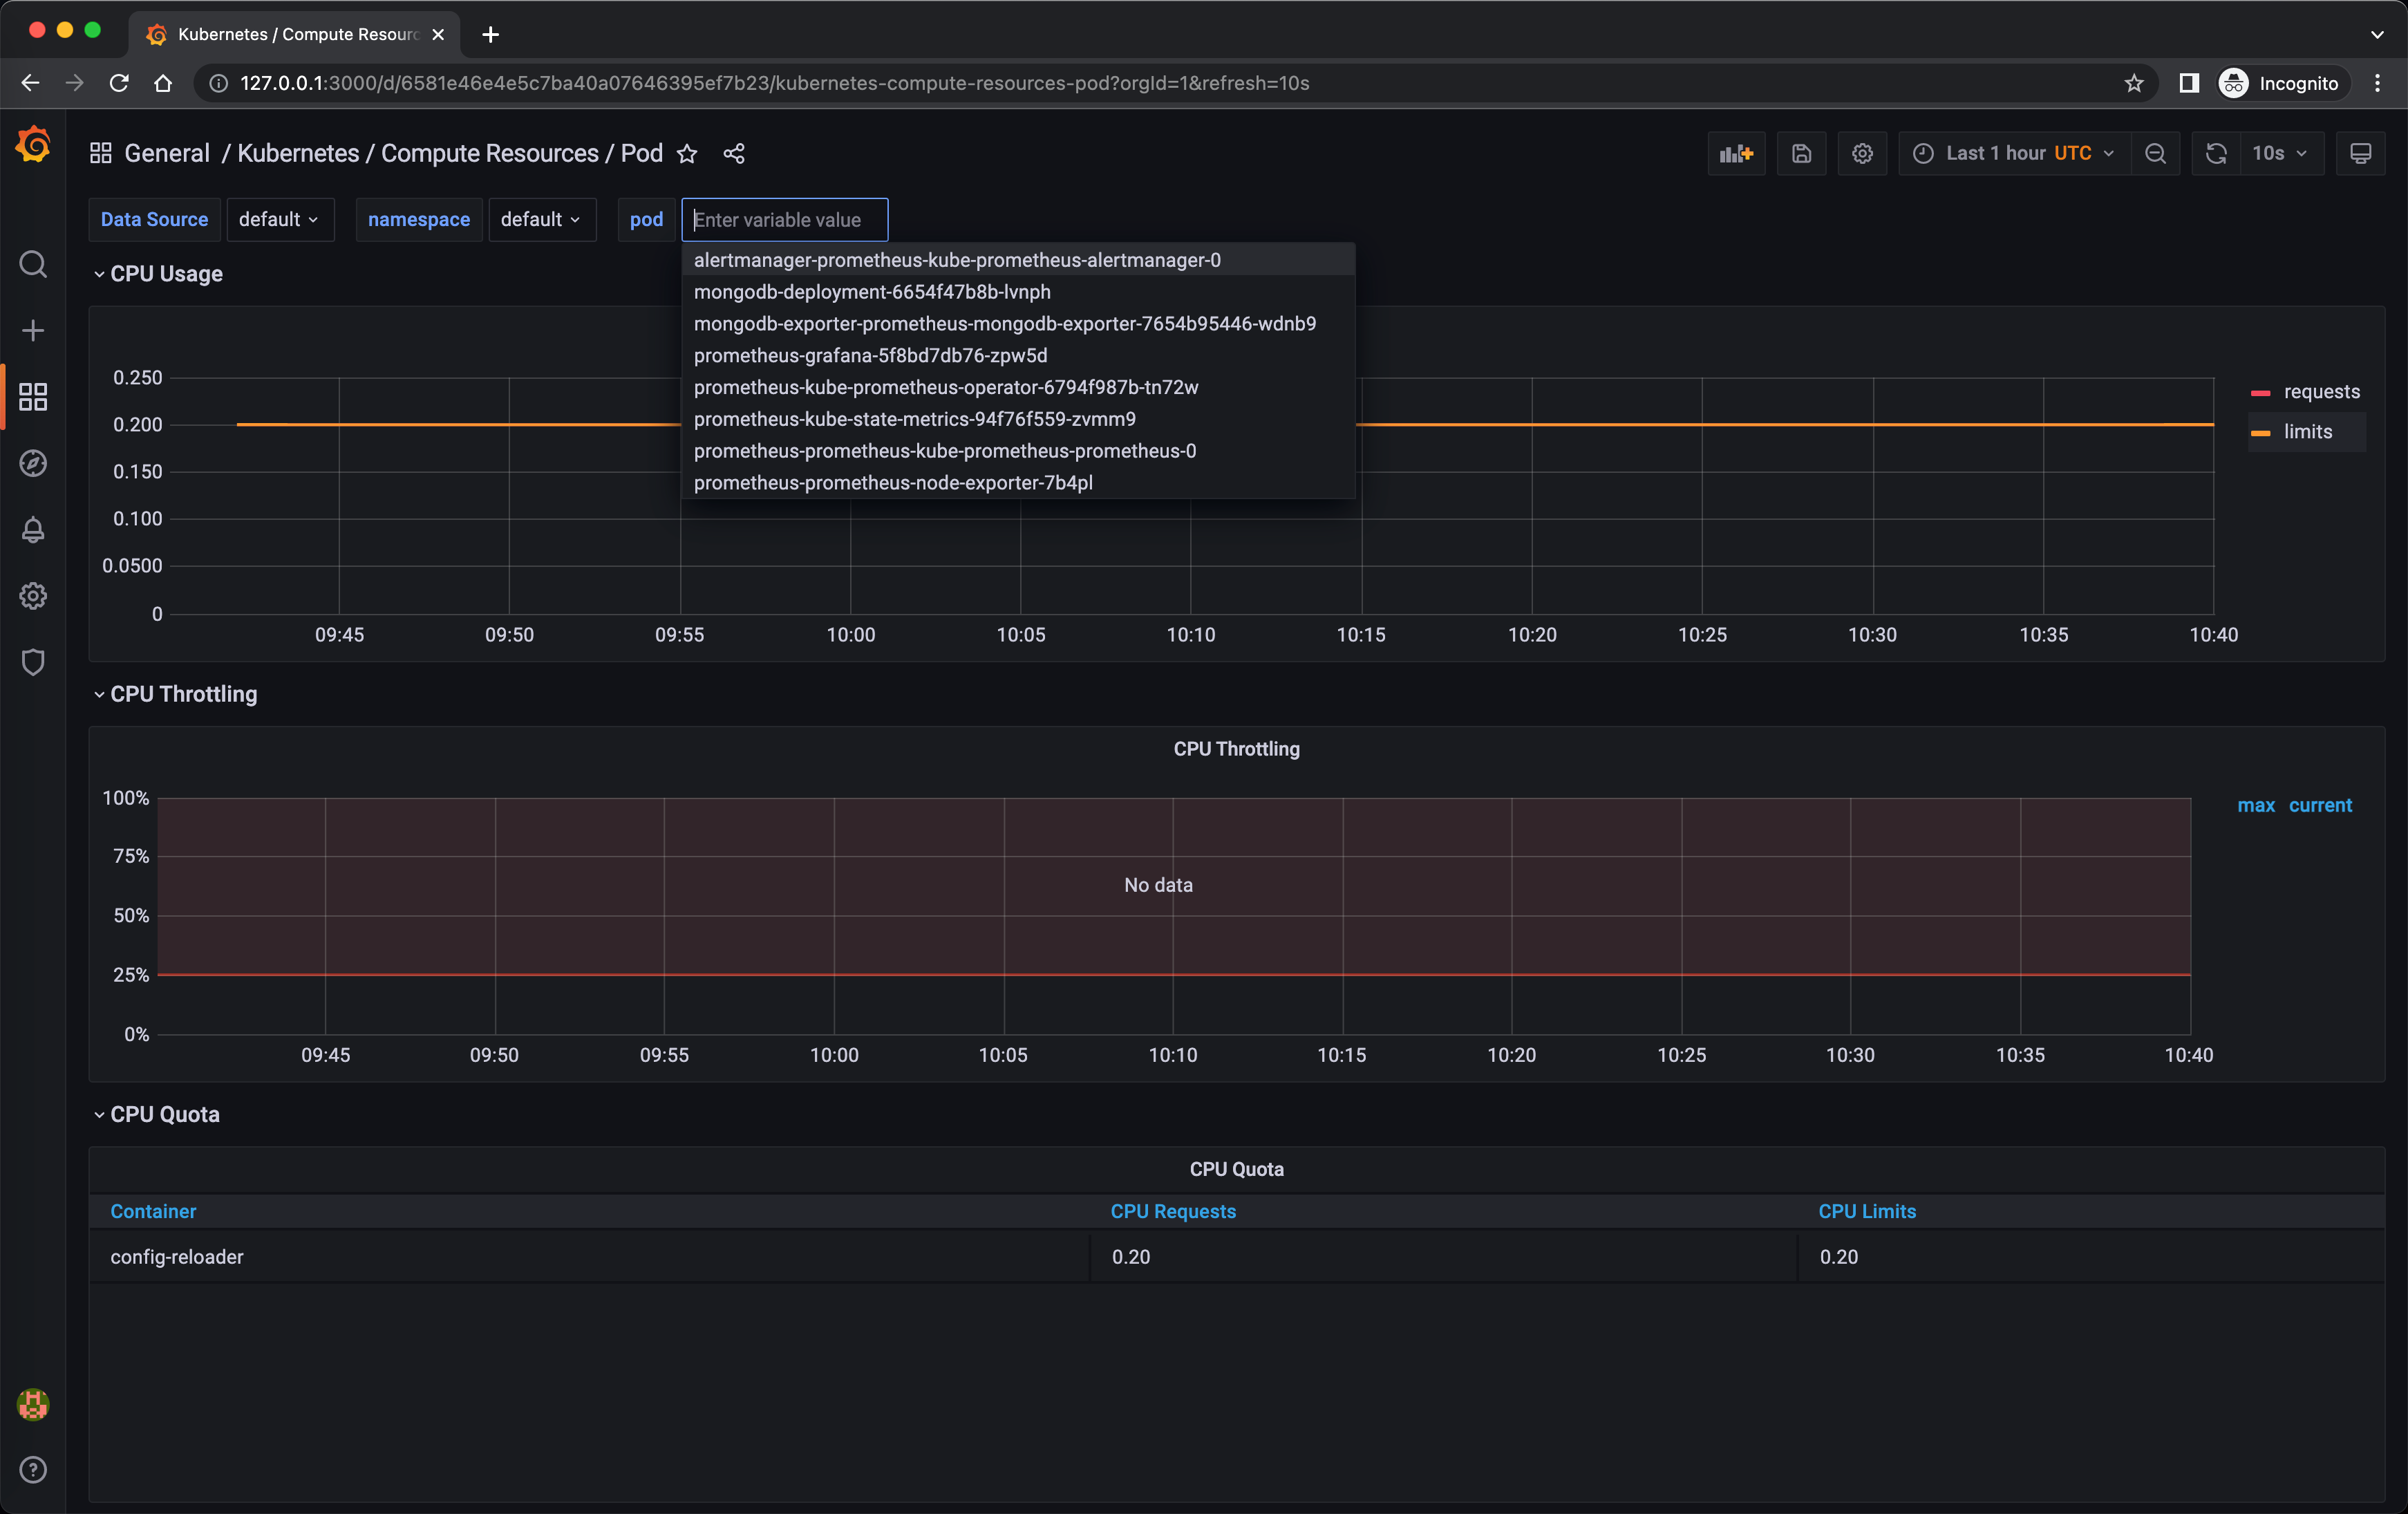 Kubernetes / Compute Resourc
127.0.0.1:3000/d/6581e46e4e5c7ba40a07646395ef7b23/kubernetes-compute-resources-pod?orgId=1&refresh=10s
Incognito
General / Kubernetes / Compute Resources / Pod
Last 1 hour UTC
10s
Data Source default namespace default pod Enter variable value
alertmanager-prometheus-kube-prometheus-alertmanager-0
mongodb-deployment-6654f47b8b-lvnph
mongodb-exporter-prometheus-mongodb-exporter-7654b95446-wdnb9
prometheus-grafana-5f8bd7db76-zpw5d
prometheus-kube-prometheus-operator-6794f987b-tn72w
prometheus-kube-state-metrics-94f76f559-zvmm9
prometheus-prometheus-kube-prometheus-prometheus-0
prometheus-prometheus-node-exporter-7b4pl
CPU Usage
0.250
0.200
0.150
0.100
0.0500
0
09:45 09:50 09:55 10:00 10:05 10:10 10:15 10:20 10:25 10:30 10:35 10:40
requests
limits
CPU Throttling
CPU Throttling
100%
75%
50%
25%
0%
No data
max current
09:45 09:50 09:55 10:00 10:05 10:10 10:15 10:20 10:25 10:30 10:35 10:40
CPU Quota
CPU Quota
Container CPU Requests CPU Limits
config-reloader 0.20 0.20